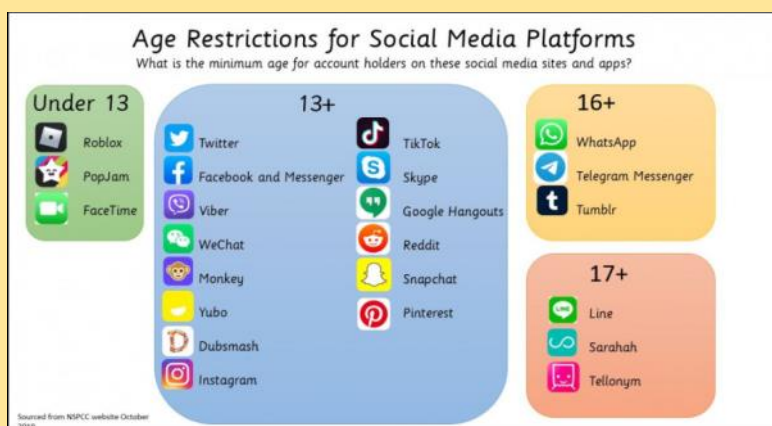 Age Restrictions for Social Media Platforms
What is the minimum age for account holders on these social media sites and apps?
Under 13
Roblox
PopJam
FaceTime
13+
Twitter
Facebook and Messenger
Viber
WeChat
Monkey
Yubo
Dubsmash
Instagram
TikTok
Skype
Google Hangouts
Reddit
Snapchat
Pinterest
16+
WhatsApp
Telegram Messenger
Tumblr
17+
Line
Sarahah
Tellonym
Sourced from NSPCC website October